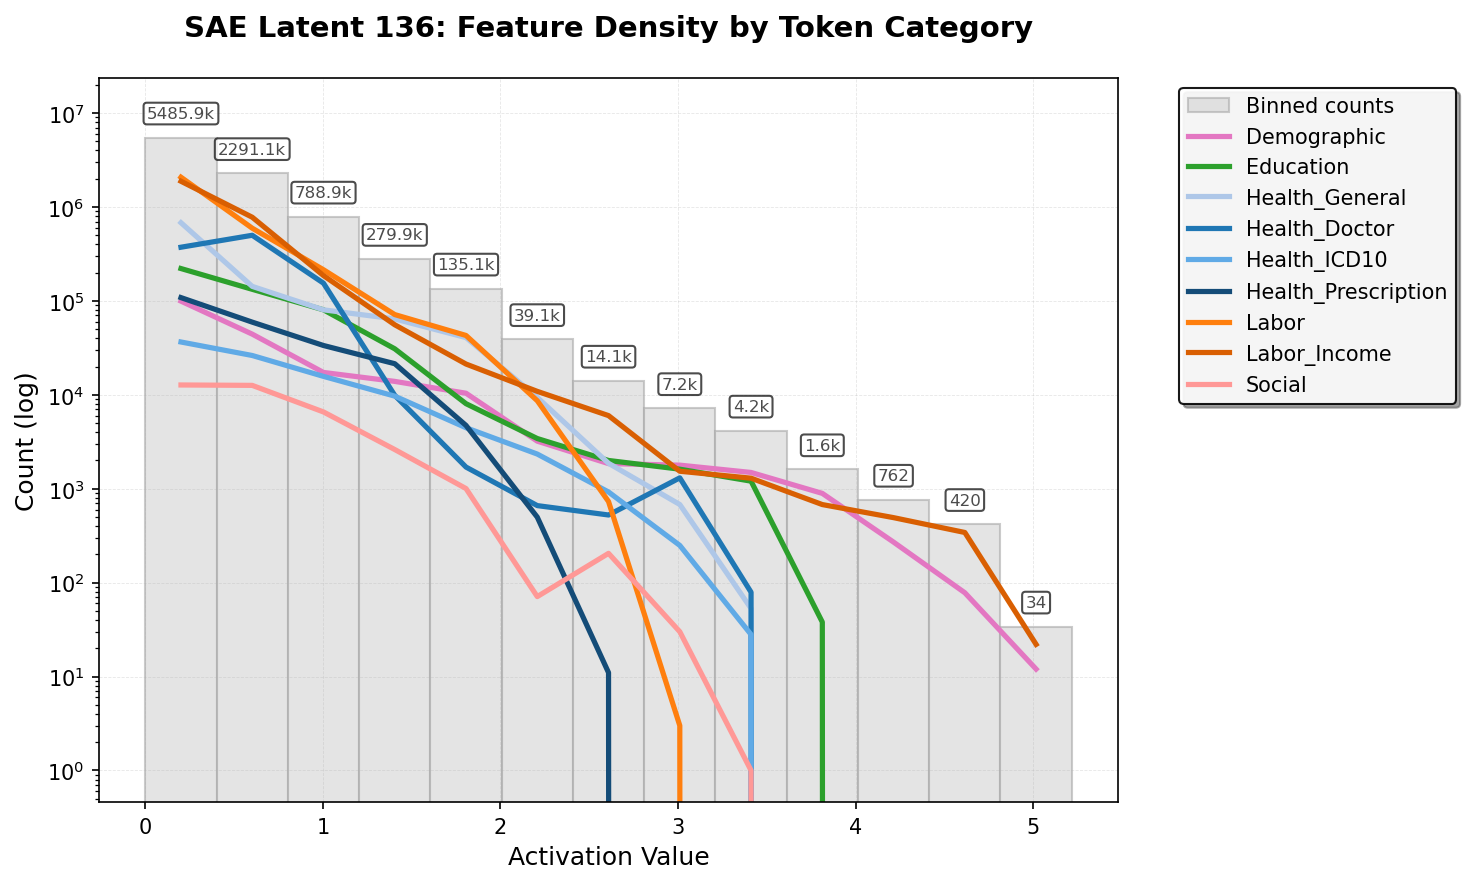 SAE Latent 136: Feature Density by Token Category
5485.9k
2291.1k
788.9k
279.9k
135.1k
39.1k
14.1k
7.2k
4.2k
1.6k
762
420
34
Binned counts
Demographic
Education
Health_General
Health_Doctor
Health_ICD10
Health_Prescription
Labor
Labor_Income
Social
Count (log)
10⁷
10⁶
10⁵
10⁴
10³
10²
10¹
10⁰
0 1 2 3 4 5
Activation Value